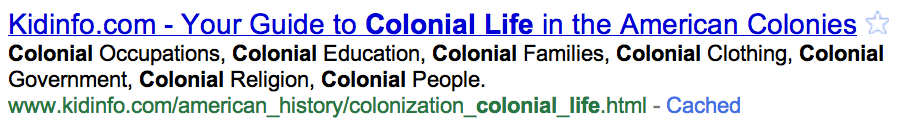 Kidinfo.com - Your Guide to Colonial Life in the American Colonies
Colonial Occupations, Colonial Education, Colonial Families, Colonial Clothing, Colonial
Government, Colonial Religion, Colonial People.
www.kidinfo.com/american_history/colonization_colonial_life.html - Cached